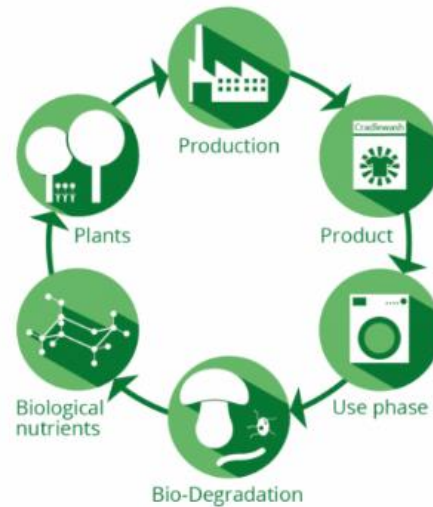 Production
Cradlewash
Product
Use phase
Bio-Degradation
Biological
nutrients
Plants